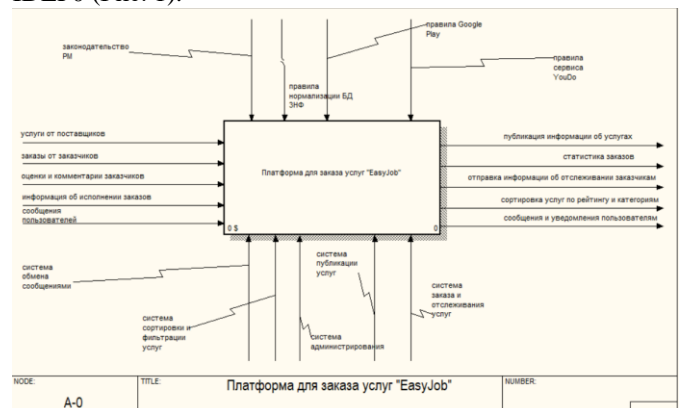 IDEF0 (Рис. 1).
правила Google
Play
законодательство
РМ
правила
сервиса
YouDo
правила
нормализации БД
3НФ
услуги от поставщиков
заказы от заказчиков
оценки и комментарии заказчиков
информация об исполнении заказов
сообщения
пользователей
Платформа для заказа услуг "EasyJob"
0 $
0
публикация информации об услугах
статистика заказов
отправка информации об отслеживании заказчикам
сортировка услуг по рейтингу и категориям
сообщения и уведомления пользователям
система
обмена
сообщениями
система
сортировки и
фильтрации
услуг
система
администрирования
система
публикации
услуг
система
заказа и
отслеживания
услуг
NODE:
A-0
TITLE:
Платформа для заказа услуг "EasyJob"
NUMBER: